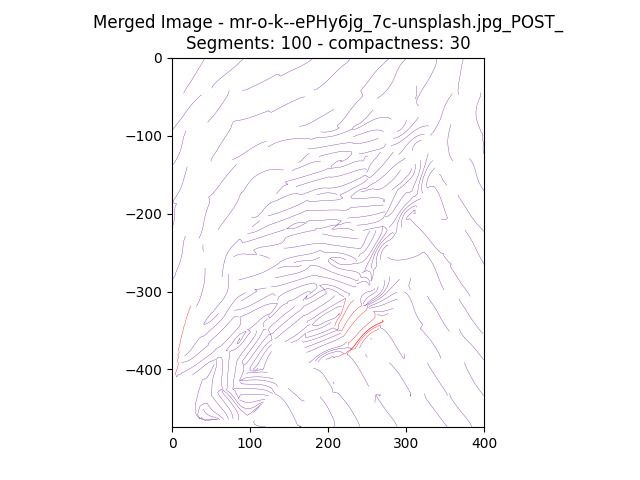 Merged Image - mr-o-k--ePHy6jg_7c-unsplash.jpg_POST_
Segments: 100 - compactness: 30
0
−100
−200
−300
−400
0 100 200 300 400